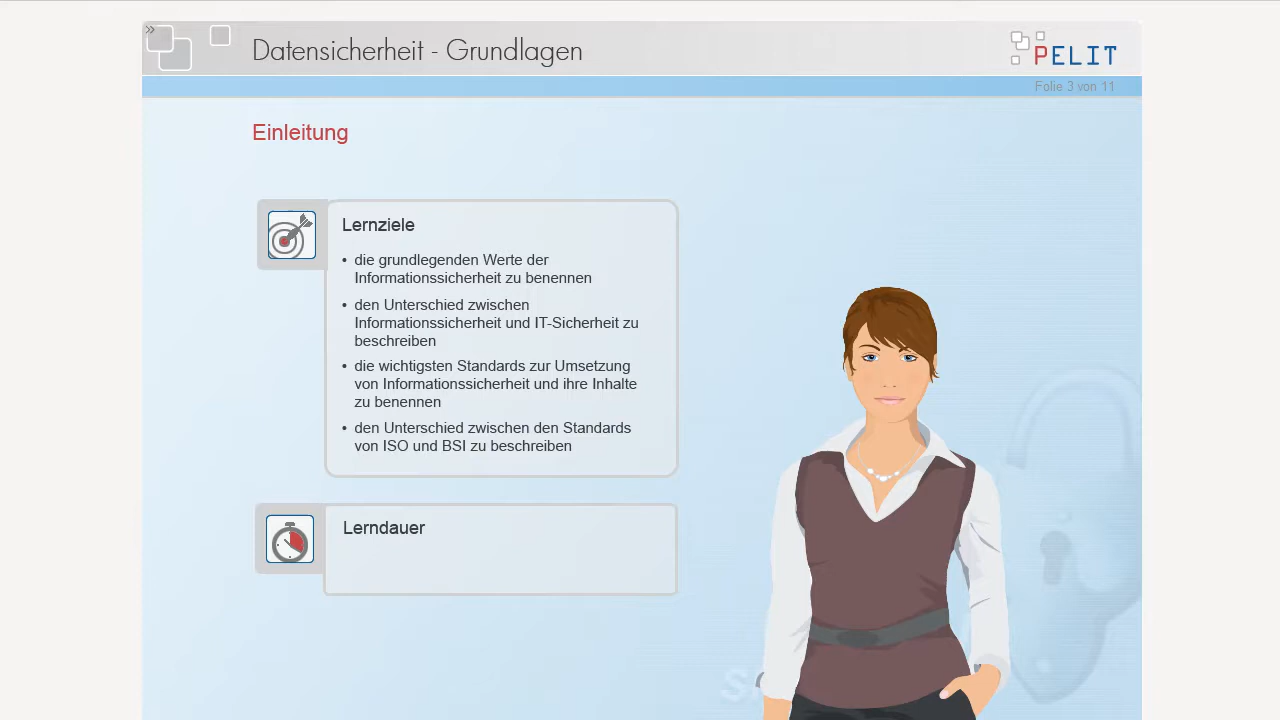 »
Datensicherheit - Grundlagen
PELIT
Folie 3 von 11
Einleitung
Lernziele
• die grundlegenden Werte der
Informationssicherheit zu benennen
• den Unterschied zwischen
Informationssicherheit und IT-Sicherheit zu
beschreiben
• die wichtigsten Standards zur Umsetzung
von Informationssicherheit und ihre Inhalte
zu benennen
• den Unterschied zwischen den Standards
von ISO und BSI zu beschreiben
Lerndauer